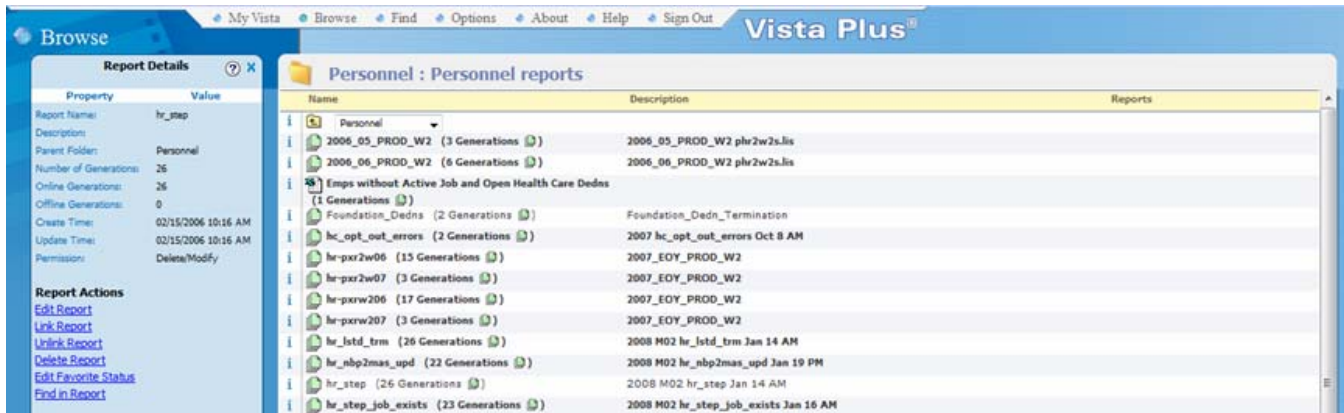 My Vista Browse Find Options About Help Sign Out
Vista Plus®
Browse
Report Details ? X
Property Value
Report Name: hr_step
Description:
Parent Folder: Personnel
Number of Generations: 26
Online Generations: 26
Offline Generations: 0
Create Time: 02/15/2006 10:16 AM
Update Time: 02/15/2006 10:16 AM
Permission: Delete/Modify
Report Actions
Edit Report
Link Report
Unlink Report
Delete Report
Edit Favorite Status
Find in Report
Personnel : Personnel reports
Name Description Reports
i Personnel
i 2006_05_PROD_W2 (3 Generations ) 2006_05_PROD_W2 phr2w2s.lis
i 2006_06_PROD_W2 (6 Generations ) 2006_06_PROD_W2 phr2w2s.lis
i Emps without Active Job and Open Health Care Dedns
(1 Generations )
i Foundation_Dedns (2 Generations ) Foundation_Dedn_Termination
i hc_opt_out_errors (2 Generations ) 2007 hc_opt_out_errors Oct 8 AM
i hr-pxr2w06 (15 Generations ) 2007_EOY_PROD_W2
i hr-pxr2w07 (3 Generations ) 2007_EOY_PROD_W2
i hr-pxrw206 (17 Generations ) 2007_EOY_PROD_W2
i hr-pxrw207 (3 Generations ) 2007_EOY_PROD_W2
i hr_lstd_trm (26 Generations ) 2008 M02 hr_lstd_trm Jan 14 AM
i hr_nbp2mas_upd (22 Generations ) 2008 M02 hr_nbp2mas_upd Jan 19 PM
i hr_step (26 Generations ) 2008 M02 hr_step Jan 14 AM
i hr_step_job_exists (23 Generations ) 2008 M02 hr_step_job_exists Jan 16 AM